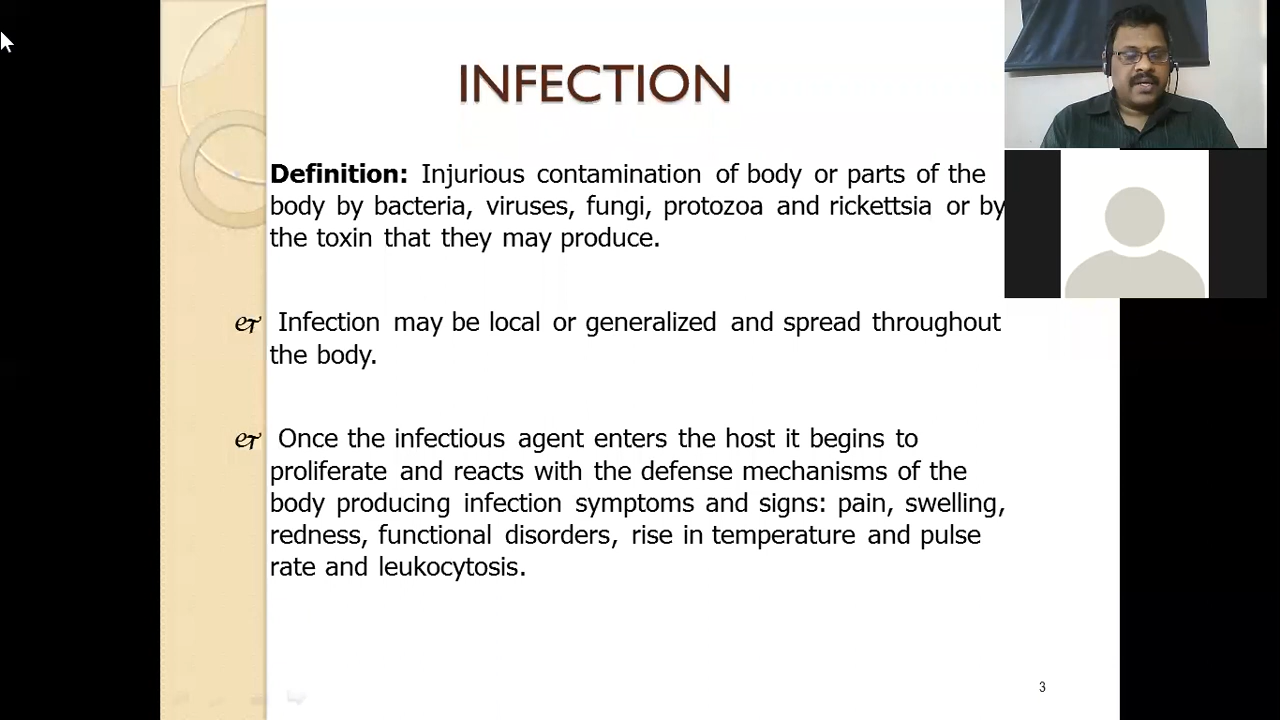 INFECTION
Definition: Injurious contamination of body or parts of the
body by bacteria, viruses, fungi, protozoa and rickettsia or by
the toxin that they may produce.
Infection may be local or generalized and spread throughout
the body.
Once the infectious agent enters the host it begins to
proliferate and reacts with the defense mechanisms of the
body producing infection symptoms and signs: pain, swelling,
redness, functional disorders, rise in temperature and pulse
rate and leukocytosis.
3